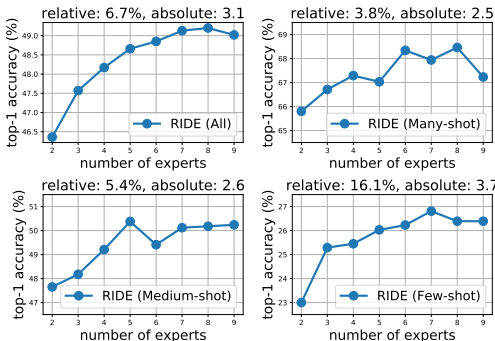 relative: 6.7%, absolute: 3.1
top-1 accuracy (%)
49.0
48.5
48.0
47.5
47.0
46.5
RIDE (All)
2 3 4 5 6 7 8 9
number of experts
relative: 3.8%, absolute: 2.5
top-1 accuracy (%)
69
68
67
66
65
RIDE (Many-shot)
2 3 4 5 6 7 8 9
number of experts
relative: 5.4%, absolute: 2.6
top-1 accuracy (%)
51
50
49
48
47
RIDE (Medium-shot)
2 3 4 5 6 7 8 9
number of experts
relative: 16.1%, absolute: 3.7
top-1 accuracy (%)
27
26
25
24
23
RIDE (Few-shot)
2 3 4 5 6 7 8 9
number of experts